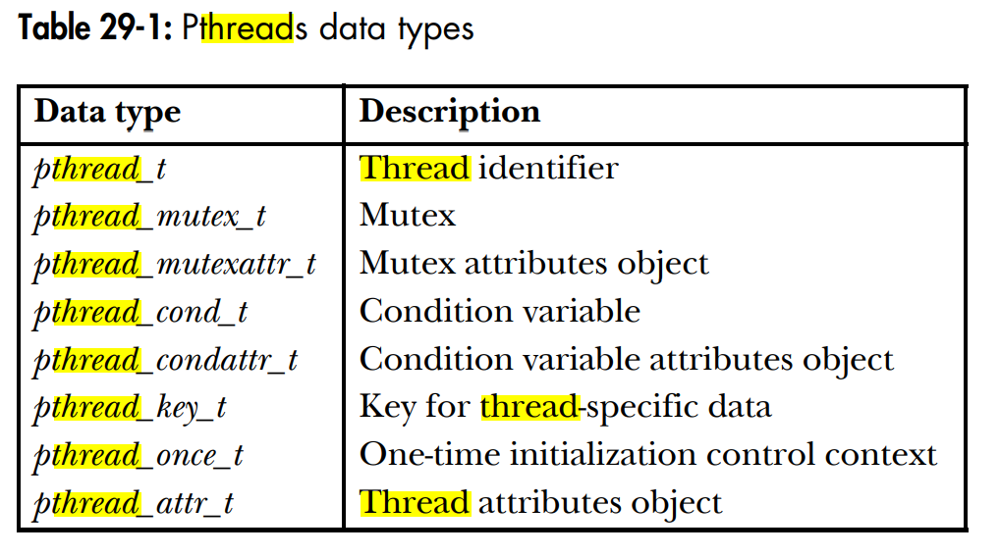 Table 29-1: Pthreads data types
Data type Description
pthread_t Thread identifier
pthread_mutex_t Mutex
pthread_mutexattr_t Mutex attributes object
pthread_cond_t Condition variable
pthread_condattr_t Condition variable attributes object
pthread_key_t Key for thread-specific data
pthread_once_t One-time initialization control context
pthread_attr_t Thread attributes object